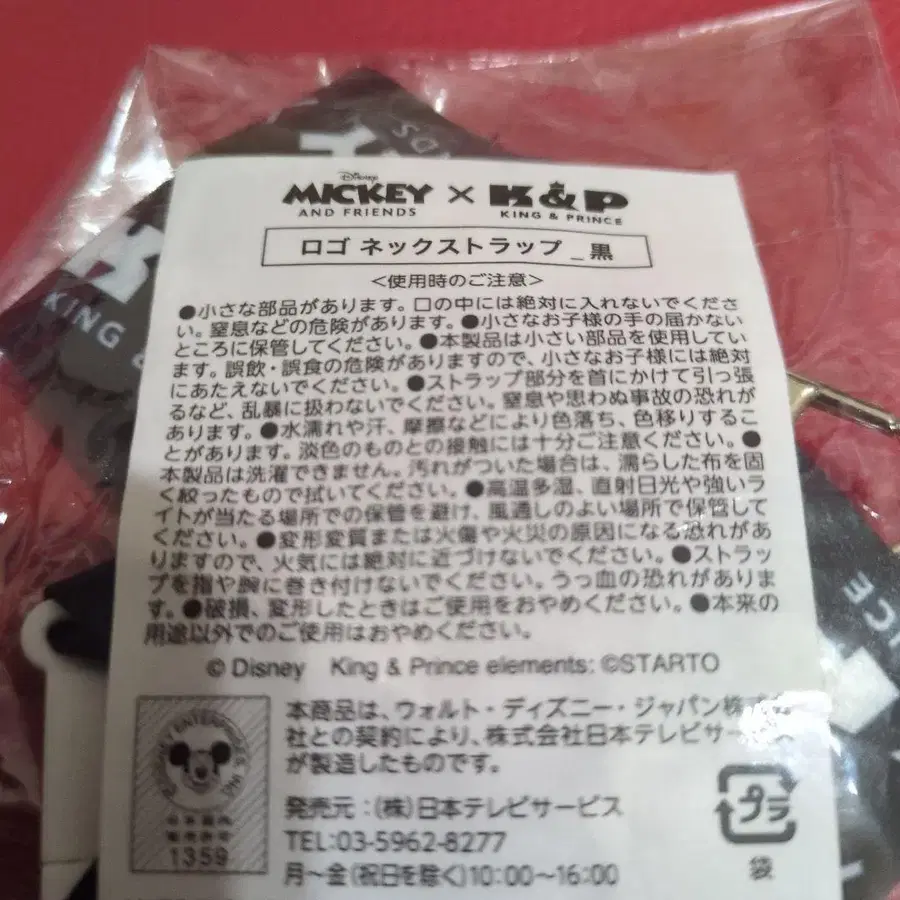 Disney
MICKEY × K&P
AND FRIENDS KING & PRINCE
ロゴ ネックストラップ_黒
<使用時のご注意>
●小さな部品があります。口の中には絶対に入れないでくださ
い。窒息などの危険があります。●小さなお子様の手の届かない
ところに保管してください。●本製品は小さい部品を使用してい
ます。誤飲・誤食の危険がありますので、小さなお子様には絶対
にあたえないでください。●ストラップ部分を首にかけて引っ張
るなど、乱暴に扱わないでください。窒息や思わぬ事故の恐れが
あります。●水濡れや汗、摩擦などにより色落ち、色移りするこ
とがあります。淡色のものとの接触には十分ご注意ください。●
本製品は洗濯できません。汚れがついた場合は、濡らした布を固
く絞ったもので拭いてください。●高温多湿、直射日光や強いラ
イトが当たる場所での保管を避け、風通しのよい場所で保管して
ください。●変形変質または火傷や火災の原因になる恐れがあ
りますので、火気には絶対に近づけないでください。●ストラッ
プを指や腕に巻き付けないでください。うっ血の恐れがありま
す。●破損、変形したときはご使用をおやめください。●本来の
用途以外でのご使用はおやめください。
© Disney King & Prince elements: ©STARTO
本商品は、ウォルト・ディズニー・ジャパン株式会
社との契約により、株式会社日本テレビサービス
が製造したものです。
発売元:(株)日本テレビサービス
TEL:03-5962-8277
月~金(祝日を除く)10:00~16:00
1359
プラ
袋
KING &